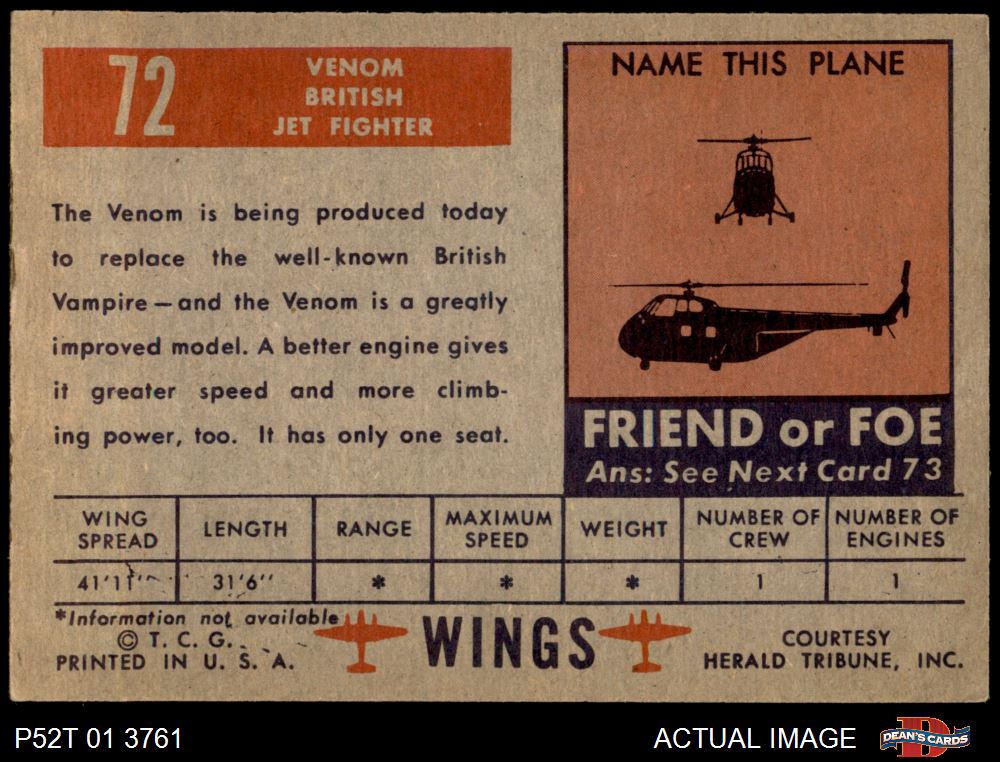 72
VENOM
BRITISH
JET FIGHTER
The Venom is being produced today
to replace the well-known British
Vampire—and the Venom is a greatly
improved model. A better engine gives
it greater speed and more climb-
ing power, too. It has only one seat.
NAME THIS PLANE
FRIEND or FOE
Ans: See Next Card 73
WING SPREAD LENGTH RANGE MAXIMUM SPEED WEIGHT NUMBER OF CREW NUMBER OF ENGINES
41'11'' 31'6'' * * * 1 1
*Information not available
© T. C. G.
PRINTED IN U. S. A.
WINGS
COURTESY
HERALD TRIBUNE, INC.
P52T 01 3761
ACTUAL IMAGE
D
DEAN'S CARDS